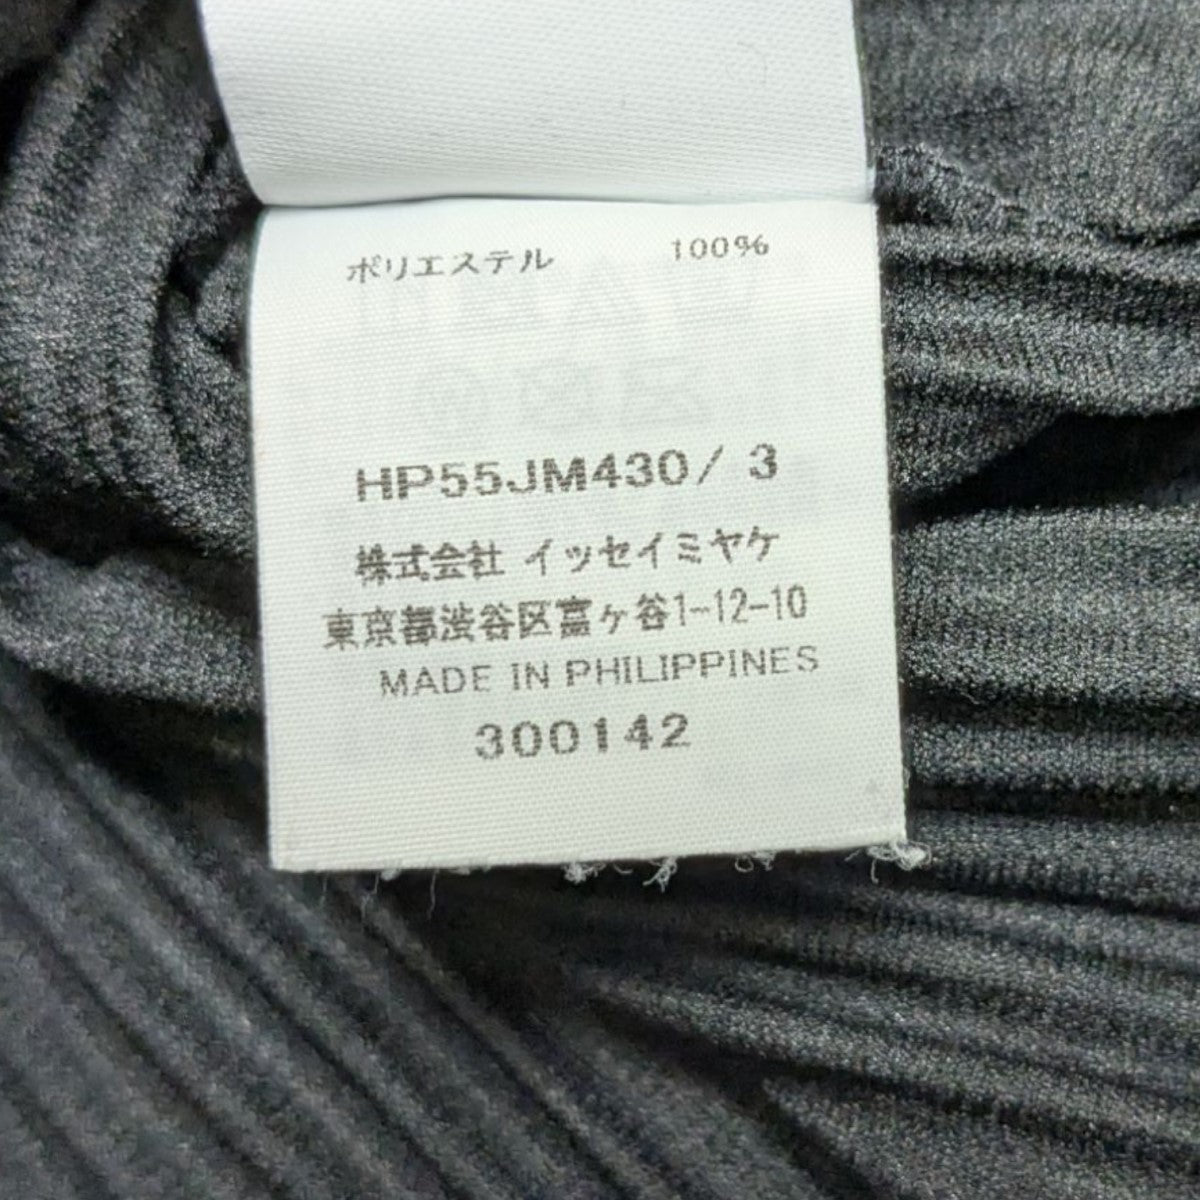 ポリエステル 100%
HP55JM430/ 3
株式会社 イッセイミヤケ
東京都渋谷区富ヶ谷1-12-10
MADE IN PHILIPPINES
300142